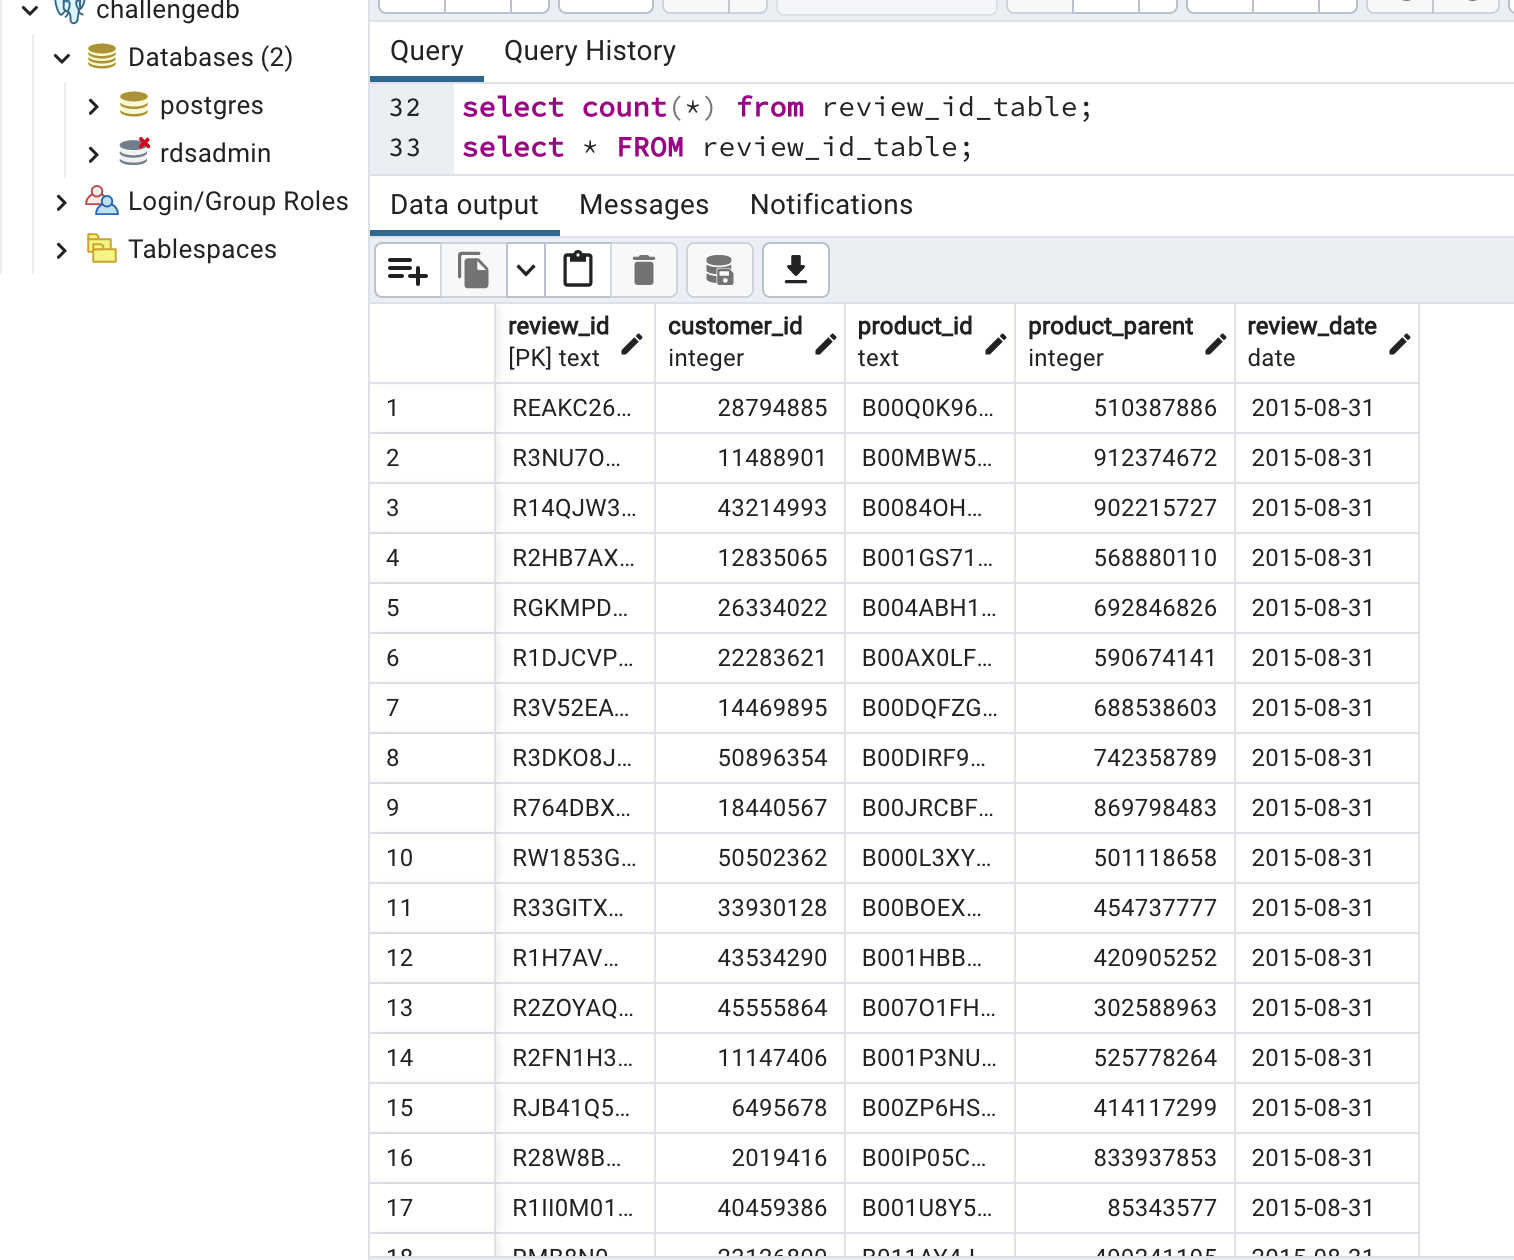 challengedb
Databases (2)
postgres
rdsadmin
Login/Group Roles
Tablespaces
Query Query History
32 select count(*) from review_id_table;
33 select * FROM review_id_table;
Data output Messages Notifications
review_id customer_id product_id product_parent review_date
[PK] text integer text integer date
1 REAKC26... 28794885 B00Q0K96... 510387886 2015-08-31
2 R3NU7O... 11488901 B00MBW5... 912374672 2015-08-31
3 R14QJW3... 43214993 B0084OH... 902215727 2015-08-31
4 R2HB7AX... 12835065 B001GS71... 568880110 2015-08-31
5 RGKMPD... 26334022 B004ABH1... 692846826 2015-08-31
6 R1DJCVP... 22283621 B00AX0LF... 590674141 2015-08-31
7 R3V52EA... 14469895 B00DQFZG... 688538603 2015-08-31
8 R3DKO8J... 50896354 B00DIRF9... 742358789 2015-08-31
9 R764DBX... 18440567 B00JRCBF... 869798483 2015-08-31
10 RW1853G... 50502362 B000L3XY... 501118658 2015-08-31
11 R33GITX... 33930128 B00BOEX... 454737777 2015-08-31
12 R1H7AV... 43534290 B001HBB... 420905252 2015-08-31
13 R2ZOYAQ... 45555864 B007O1FH... 302588963 2015-08-31
14 R2FN1H3... 11147406 B001P3NU... 525778264 2015-08-31
15 RJB41Q5... 6495678 B00ZP6HS... 414117299 2015-08-31
16 R28W8B... 2019416 B00IP05C... 833937853 2015-08-31
17 R1II0M01... 40459386 B001U8Y5... 85343577 2015-08-31
18 2015-08-31